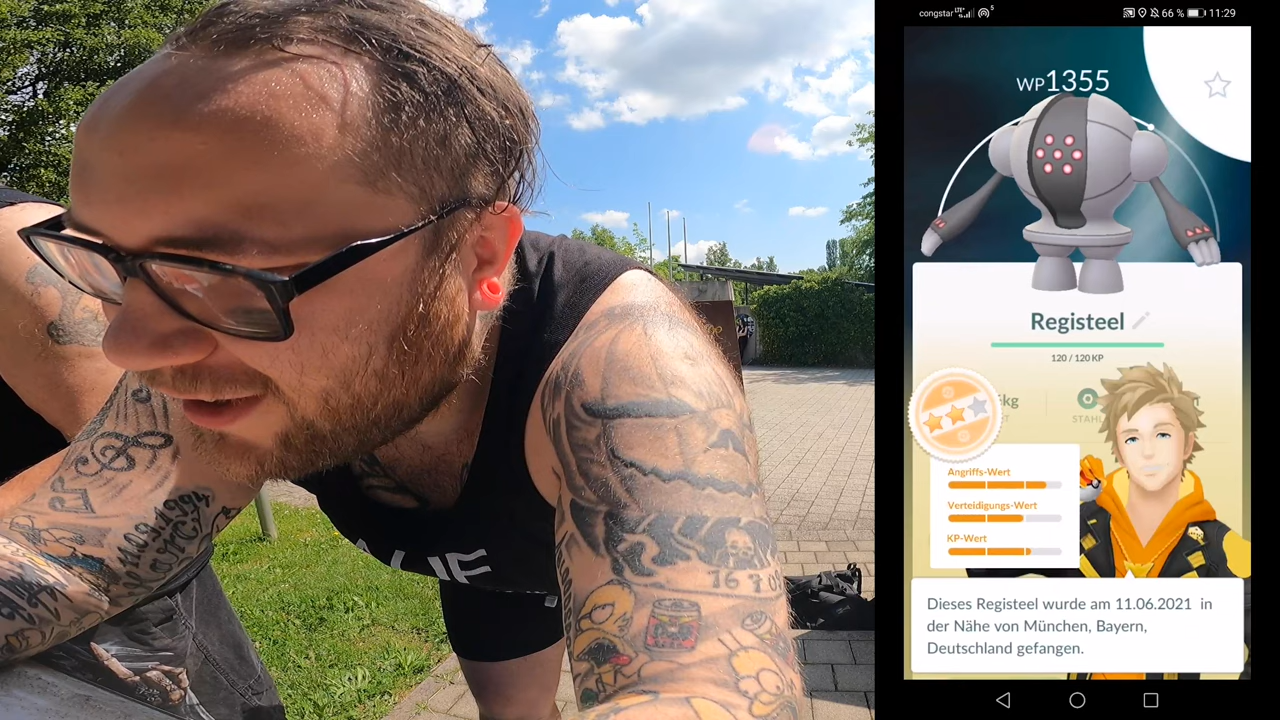 congstar
66 %
11:29
WP1355
Registeel
120 / 120 KP
kg
STAHL
Angriffs-Wert
Verteidigungs-Wert
KP-Wert
Dieses Registeel wurde am 11.06.2021 in
der Nähe von München, Bayern,
Deutschland gefangen.